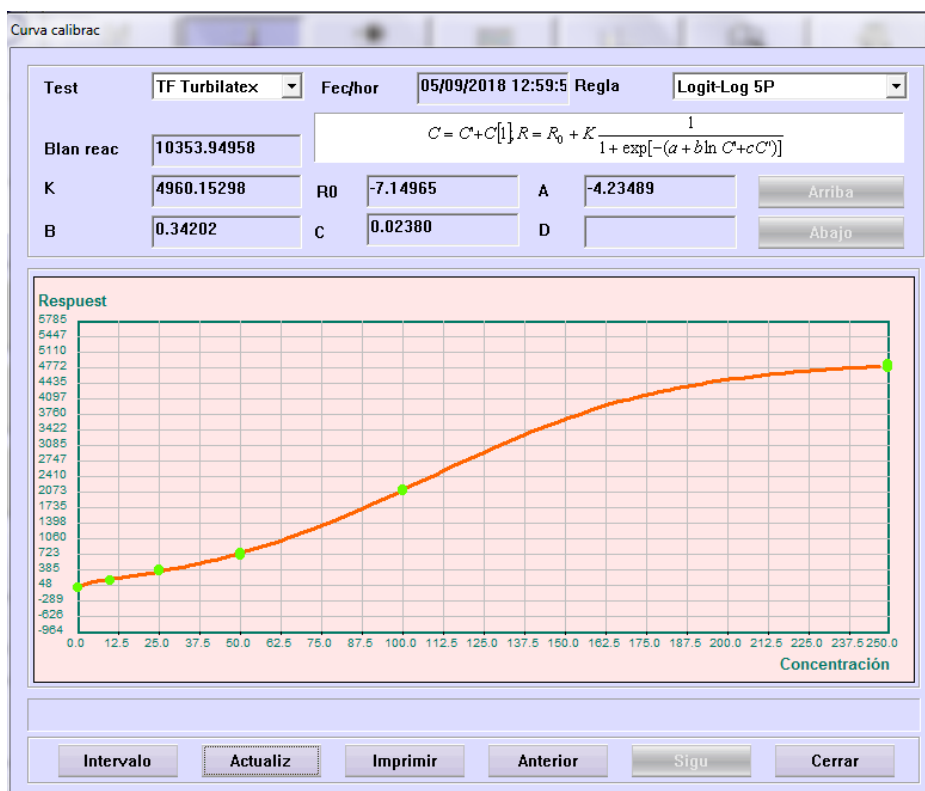 Curva calibrac
Test TF Turbilatex Fec/hor 05/09/2018 12:59:5 Regla Logit-Log 5P
C = C'+C[1], R = R₀ + K 1 / 1 + exp[-(a + b ln C'+c C')]
Blan reac 10353.94958
K 4960.15298 R0 -7.14965 A -4.23489 Arriba
B 0.34202 C 0.02380 D Abajo
Respuest
5785
5447
5110
4772
4435
4097
3760
3422
3085
2747
2410
2073
1735
1398
1060
723
385
48
-289
-626
-964
0.0 12.5 25.0 37.5 50.0 62.5 75.0 87.5 100.0 112.5 125.0 137.5 150.0 162.5 175.0 187.5 200.0 212.5 225.0 237.5 250.0
Concentración
Intervalo Actualiz Imprimir Anterior Sigu Cerrar